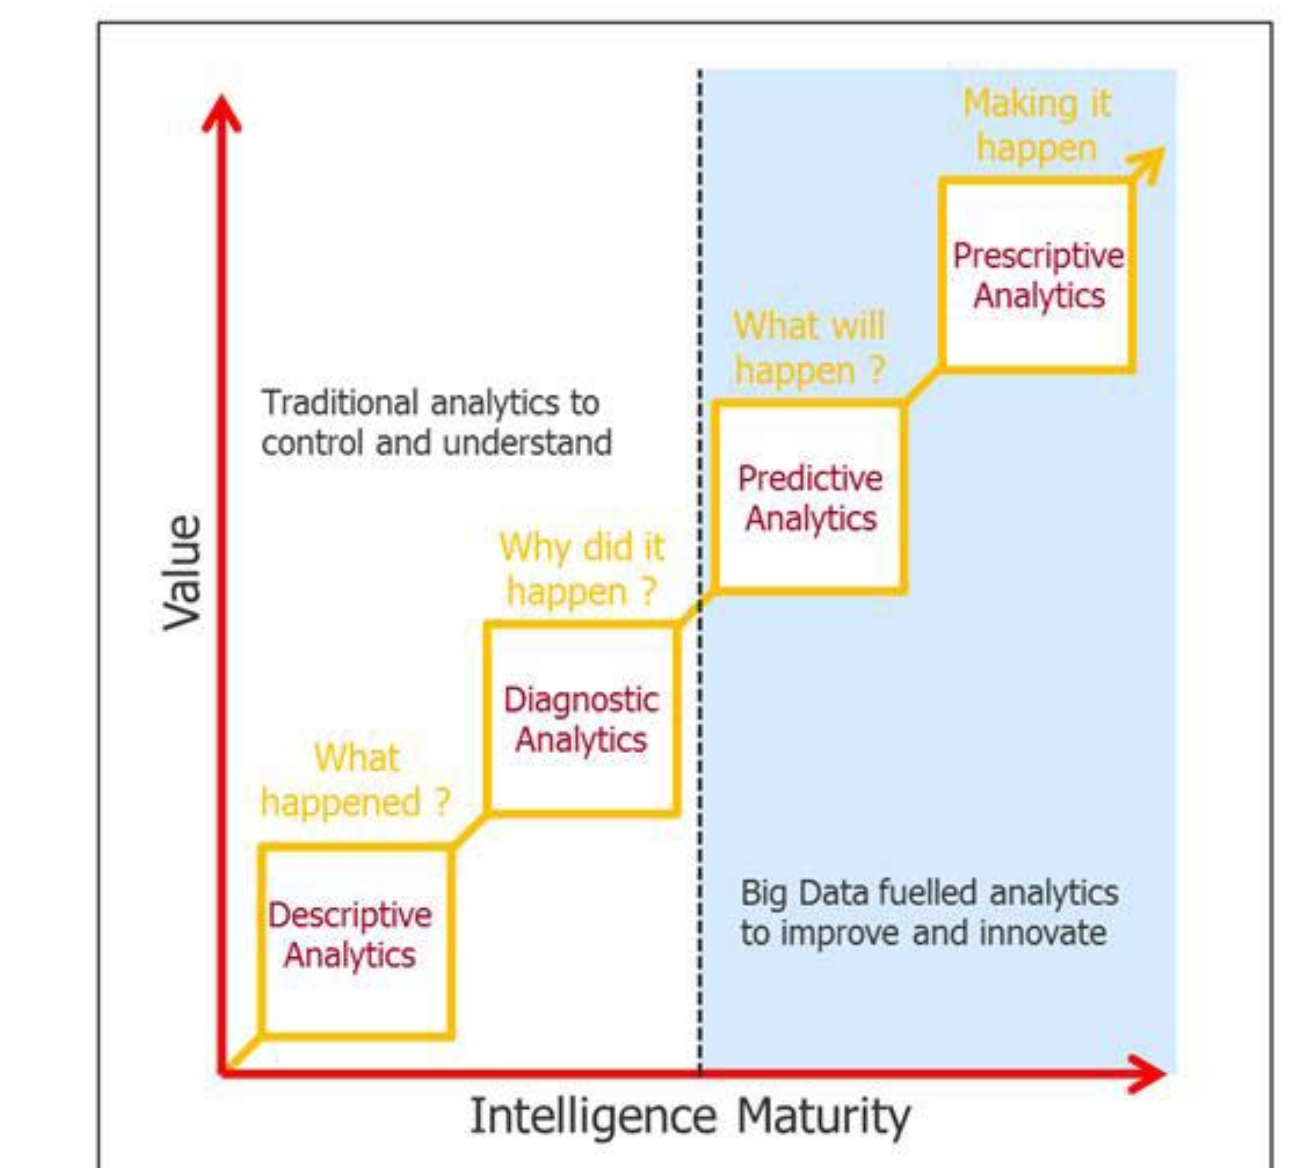 Making it
happen
Prescriptive
Analytics
What will
happen ?
Traditional analytics to
control and understand
Predictive
Analytics
Value
Why did it
happen ?
Diagnostic
Analytics
What
happened ?
Big Data fuelled analytics
to improve and innovate
Descriptive
Analytics
Intelligence Maturity